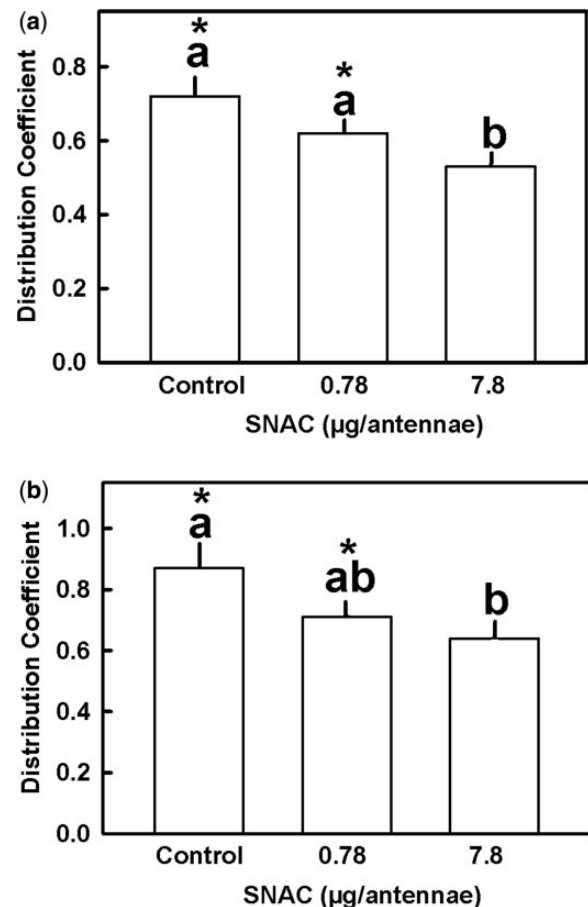 (a)
Distribution Coefficient
0.8
0.6
0.4
0.2
0.0
*
a
*
a
b
Control 0.78 7.8
SNAC (µg/antennae)
(b)
Distribution Coefficient
1.0
0.8
0.6
0.4
0.2
0.0
*
a
*
ab
b
Control 0.78 7.8
SNAC (µg/antennae)